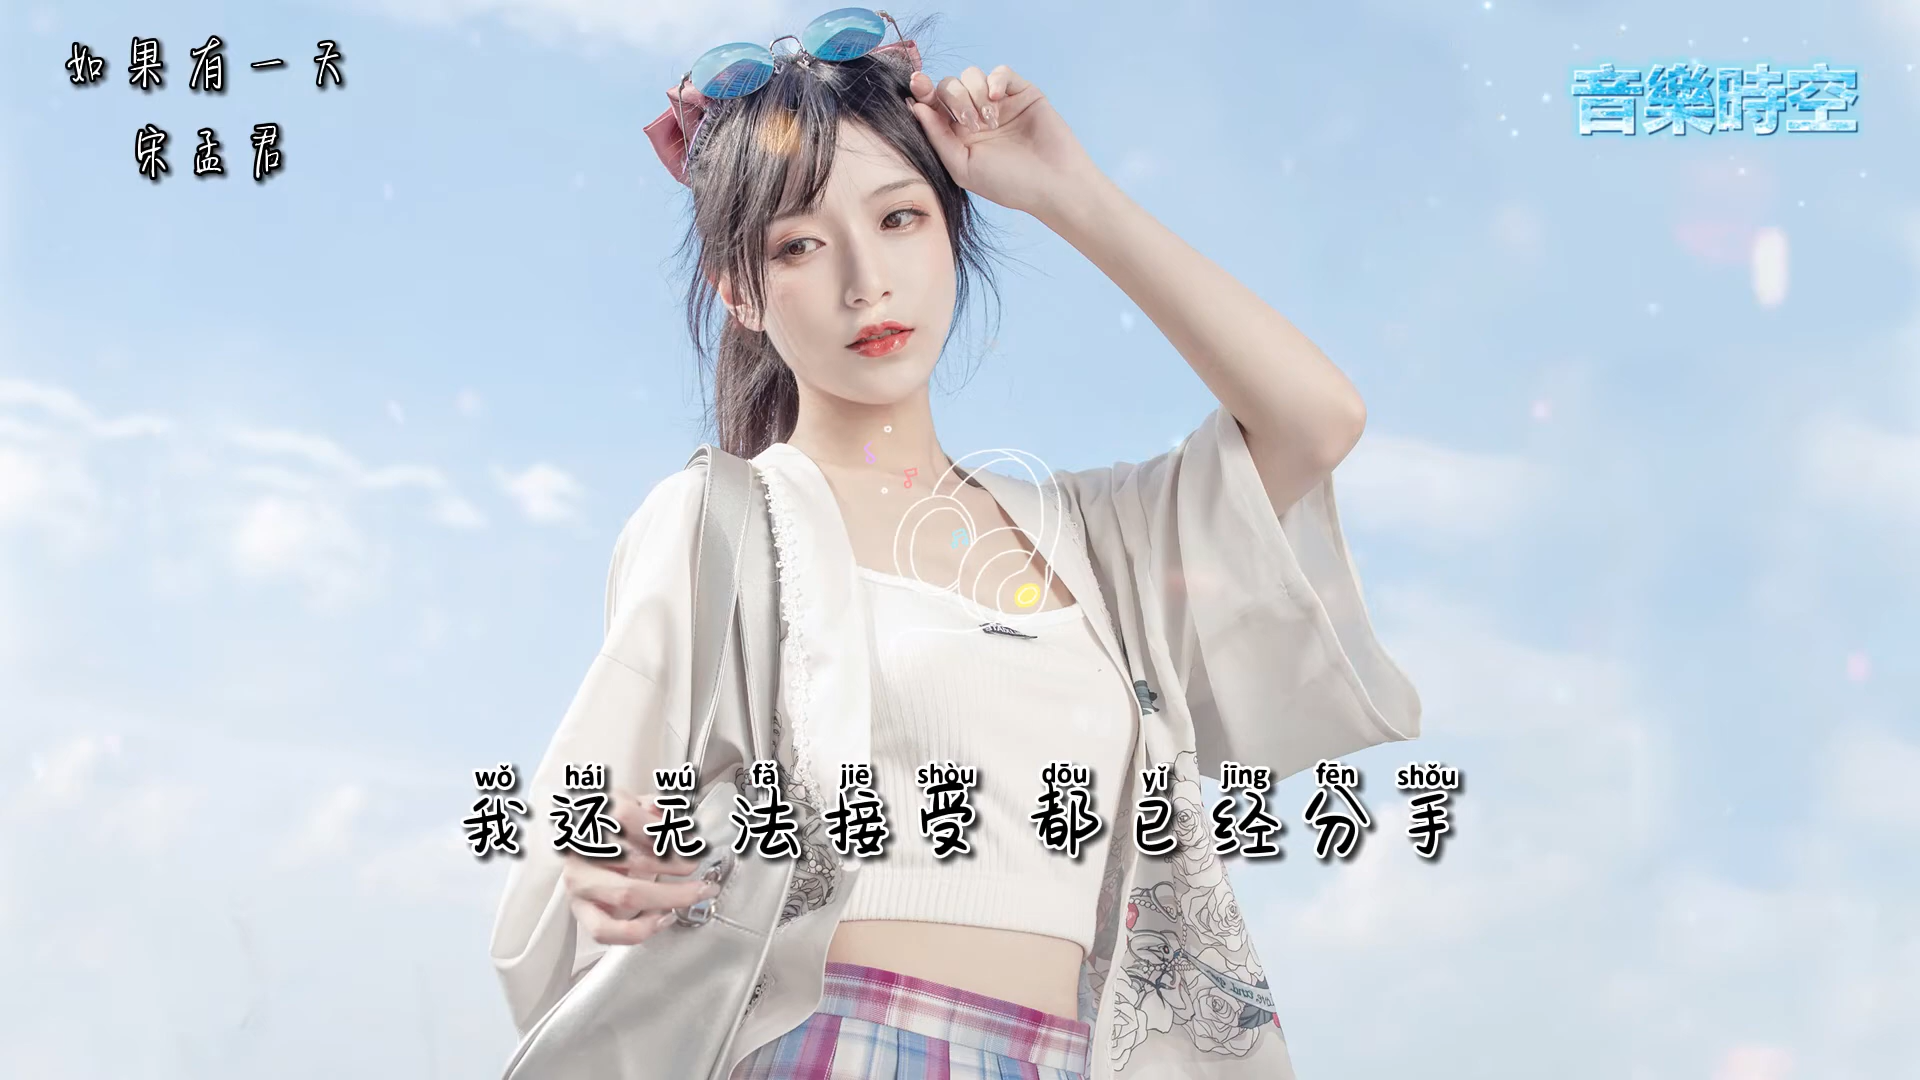 如果有一天
宋孟君
音樂時空
wǒ hái wú fǎ jiē shòu dōu yǐ jīng fēn shǒu
我还无法接受 都已经分手